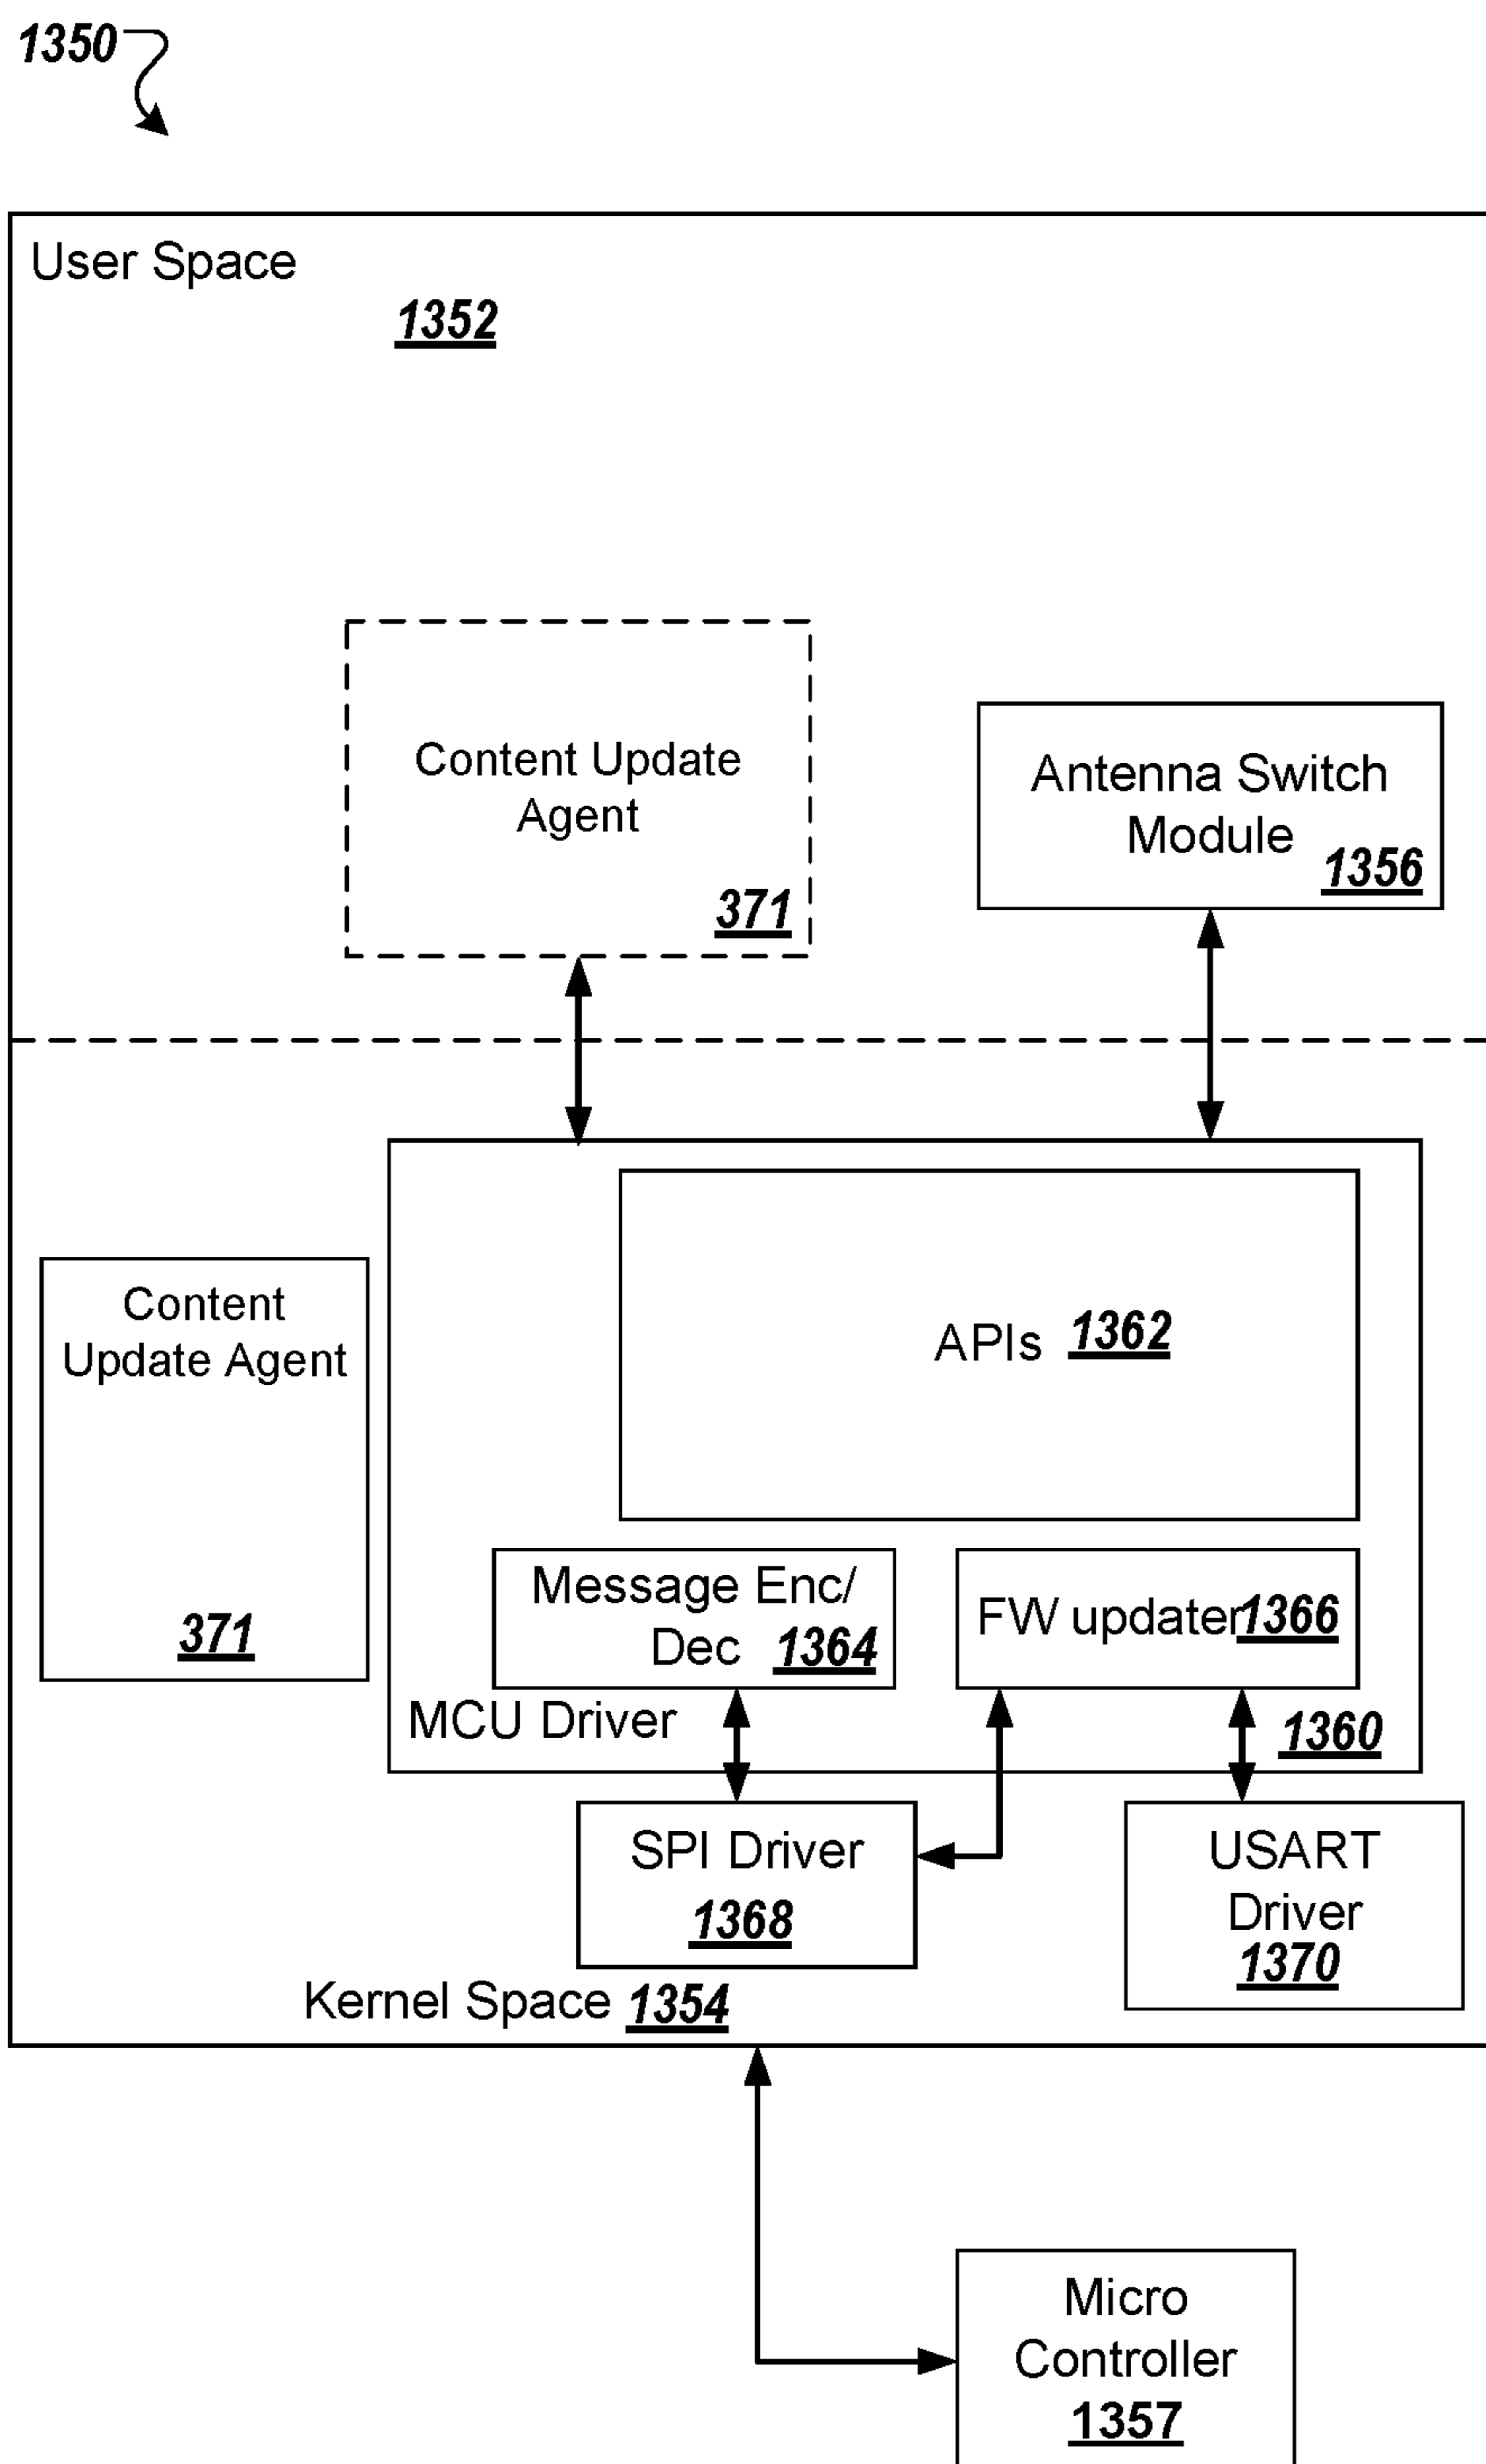 1350
User Space
1352
Content Update
Agent
371
Antenna Switch
Module
1356
Content
Update Agent
371
APIs 1362
Message Enc/
Dec 1364
FW updater 1366
MCU Driver
1360
SPI Driver
1368
USART
Driver
1370
Kernel Space 1354
Micro
Controller
1357